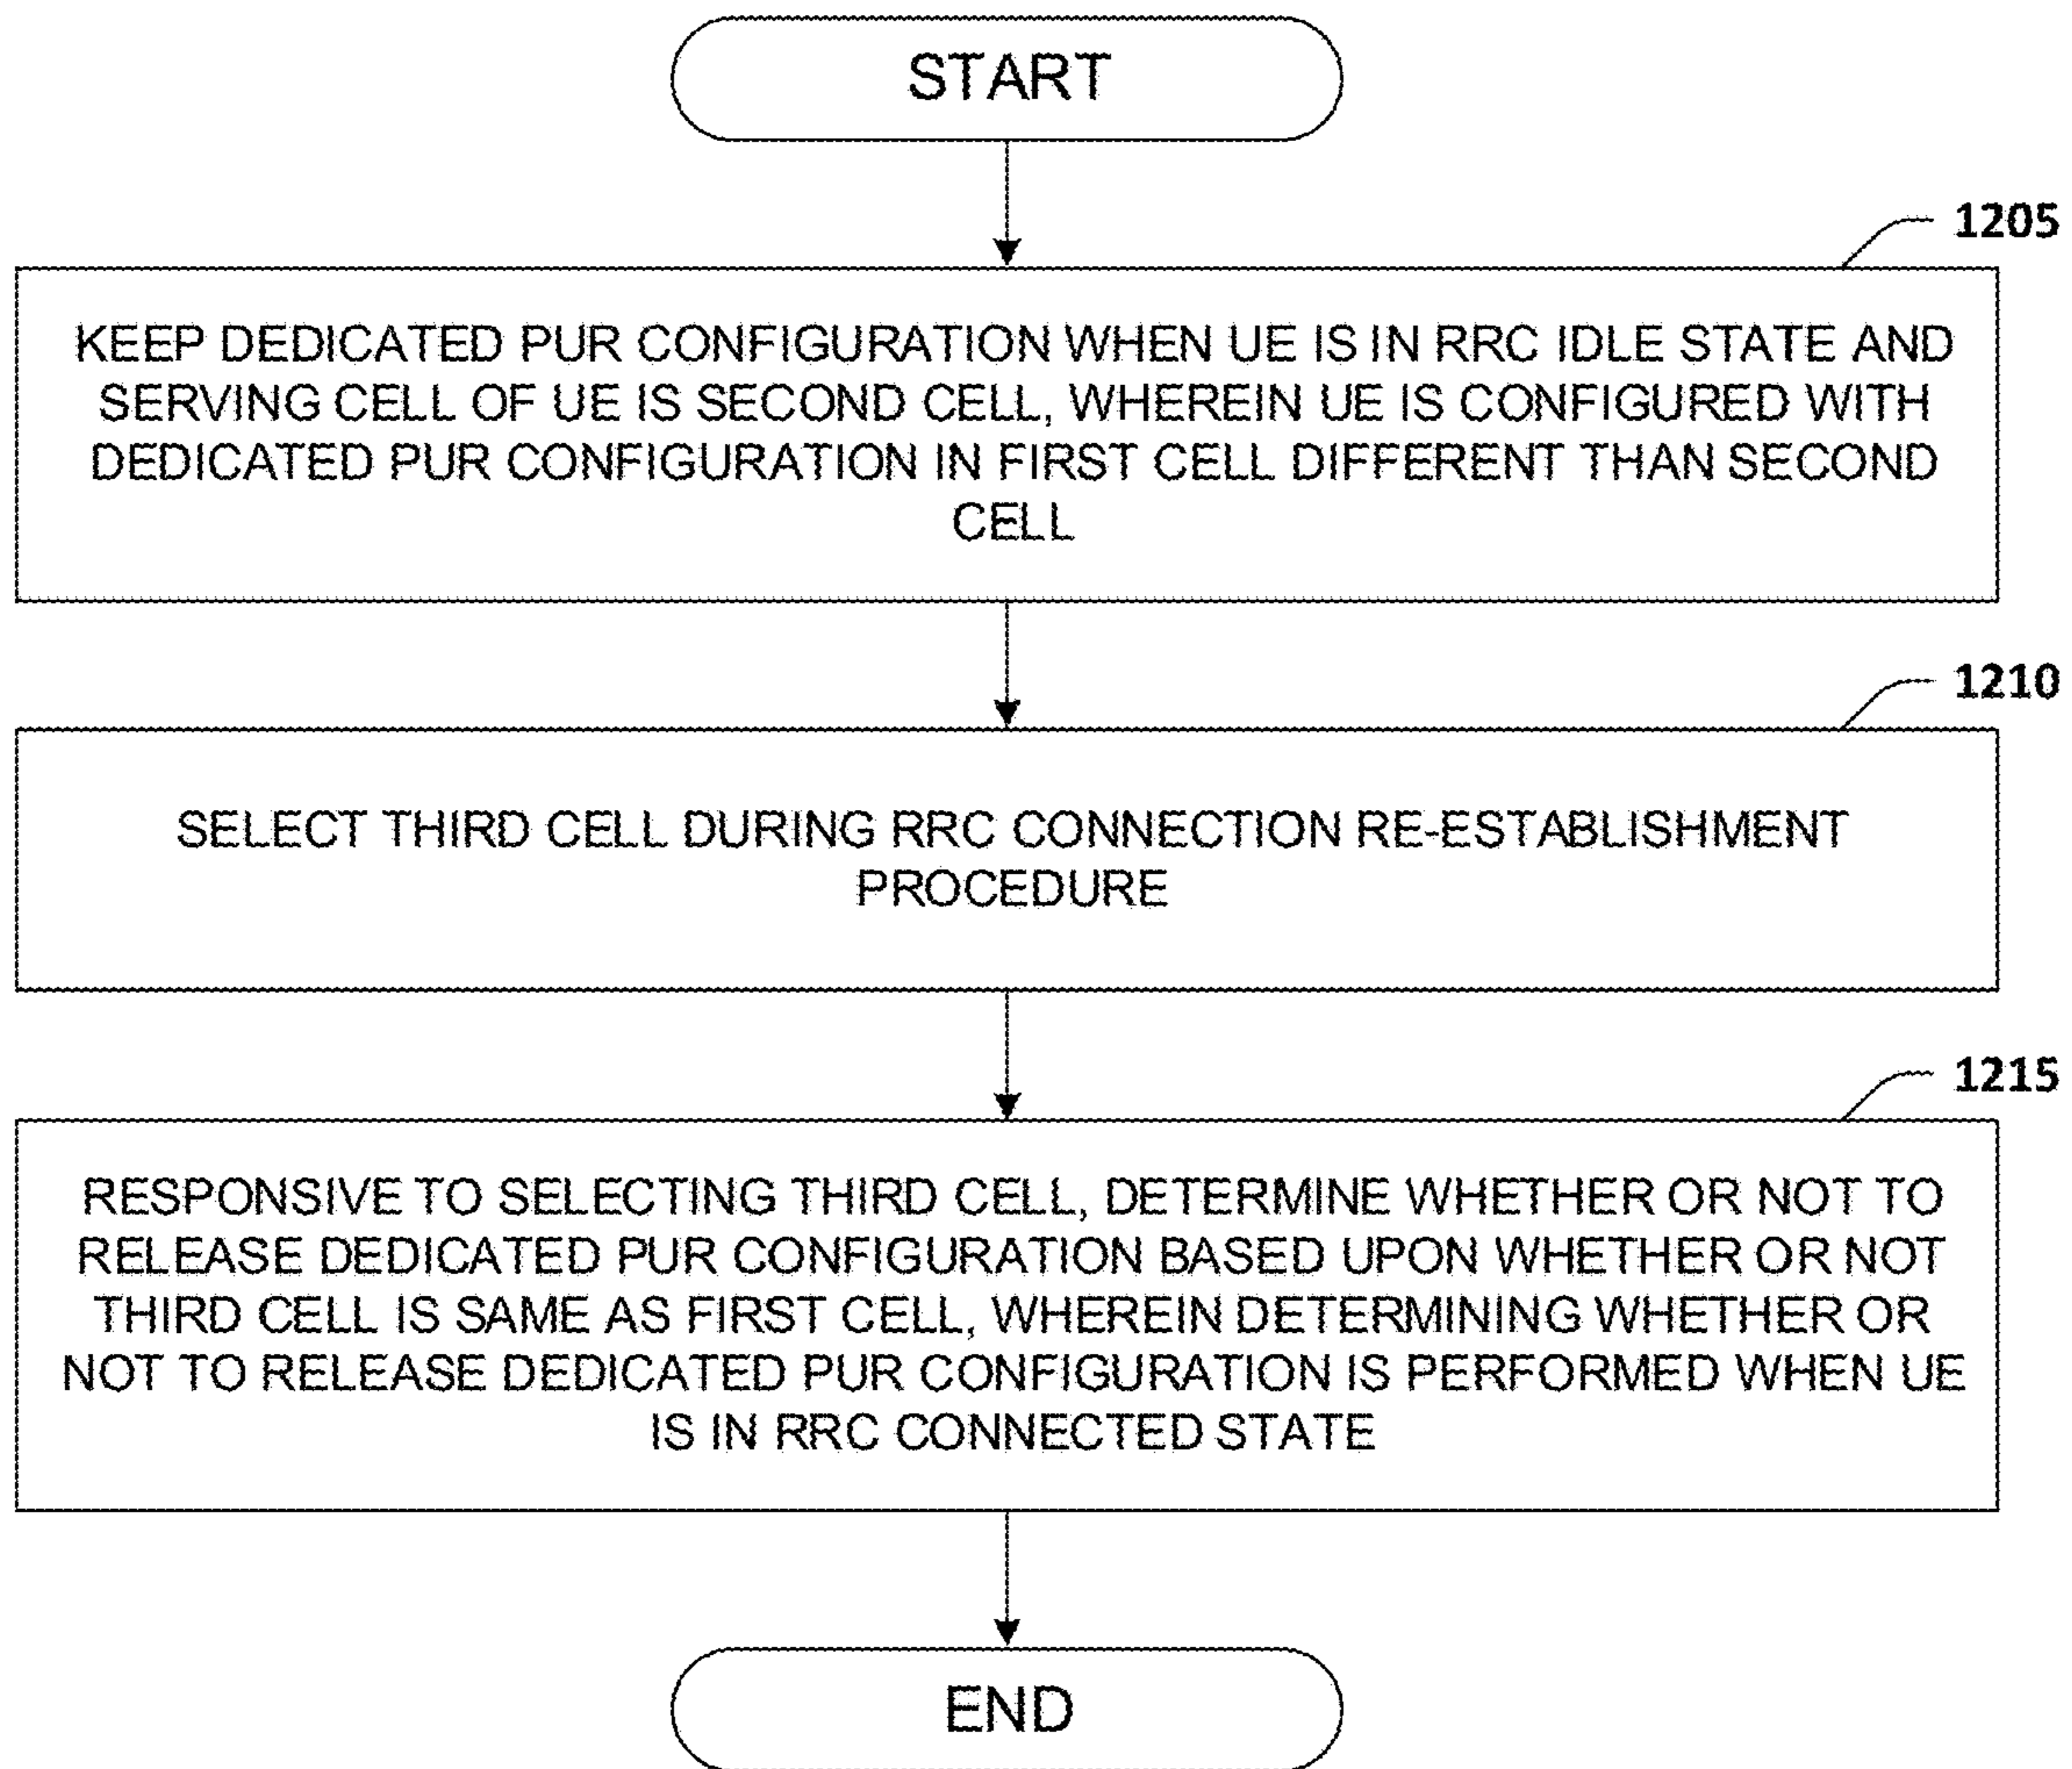 START
1205
KEEP DEDICATED PUR CONFIGURATION WHEN UE IS IN RRC IDLE STATE AND
SERVING CELL OF UE IS SECOND CELL, WHEREIN UE IS CONFIGURED WITH
DEDICATED PUR CONFIGURATION IN FIRST CELL DIFFERENT THAN SECOND
CELL
1210
SELECT THIRD CELL DURING RRC CONNECTION RE-ESTABLISHMENT
PROCEDURE
1215
RESPONSIVE TO SELECTING THIRD CELL, DETERMINE WHETHER OR NOT TO
RELEASE DEDICATED PUR CONFIGURATION BASED UPON WHETHER OR NOT
THIRD CELL IS SAME AS FIRST CELL, WHEREIN DETERMINING WHETHER OR
NOT TO RELEASE DEDICATED PUR CONFIGURATION IS PERFORMED WHEN UE
IS IN RRC CONNECTED STATE
END